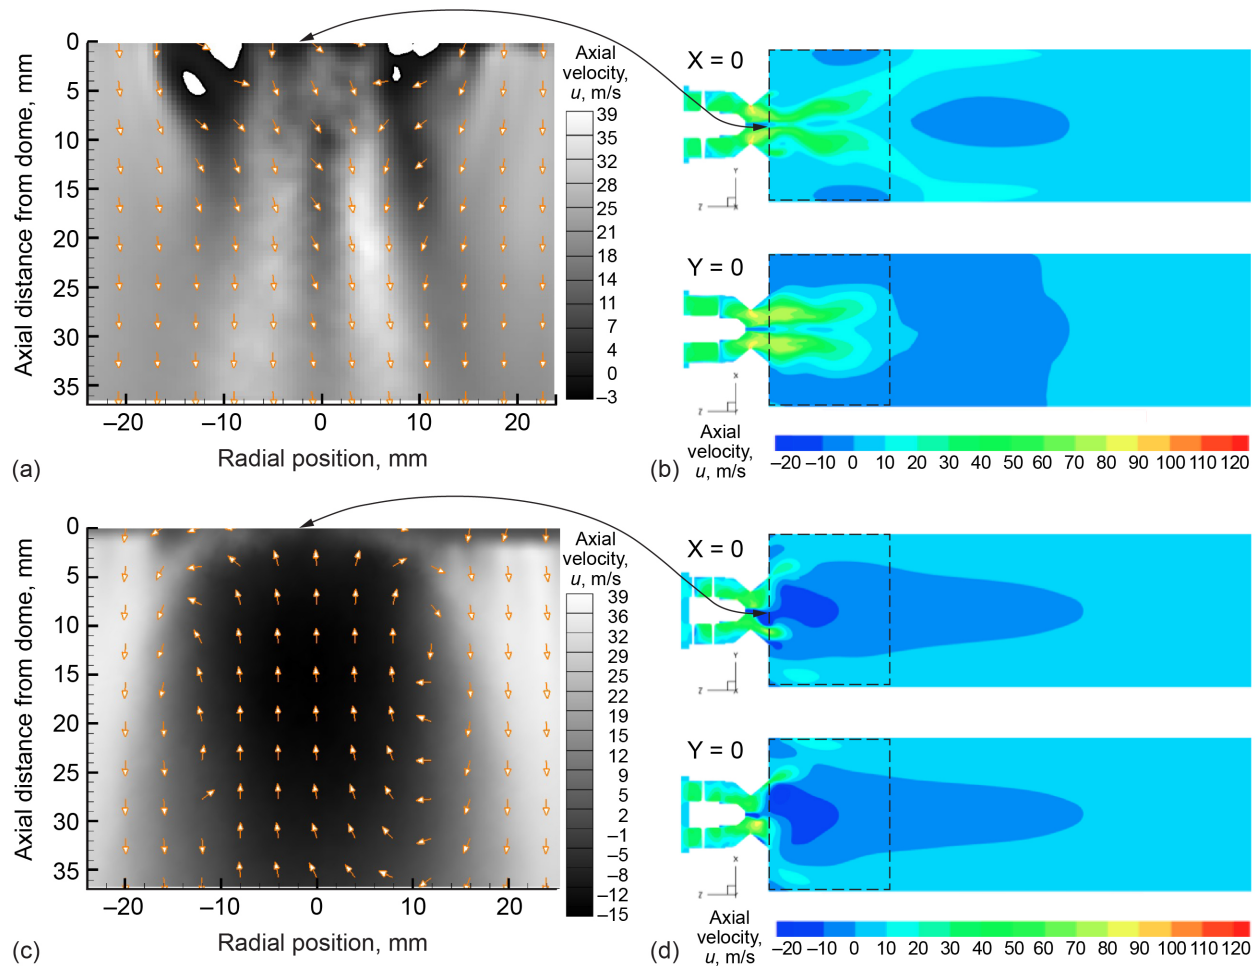 Axial distance from dome, mm
0
5
10
15
20
25
30
35
−20
−10
0
10
20
Radial position, mm
(a)
Axial
velocity,
u, m/s
39
35
32
28
25
21
18
14
11
7
4
0
−3
X = 0
Y
Z
X
Y = 0
X
Z
Y
(b)
Axial
velocity,
u, m/s
−20 −10 0 10 20 30 40 50 60 70 80 90 100 110 120
Axial distance from dome, mm
0
5
10
15
20
25
30
35
−20
−10
0
10
20
Radial position, mm
(c)
Axial
velocity,
u, m/s
39
36
32
29
25
22
19
15
12
9
5
2
−1
−5
−8
−12
−15
X = 0
Y
Z
X
Y = 0
X
Z
Y
(d)
Axial
velocity,
u, m/s
−20 −10 0 10 20 30 40 50 60 70 80 90 100 110 120